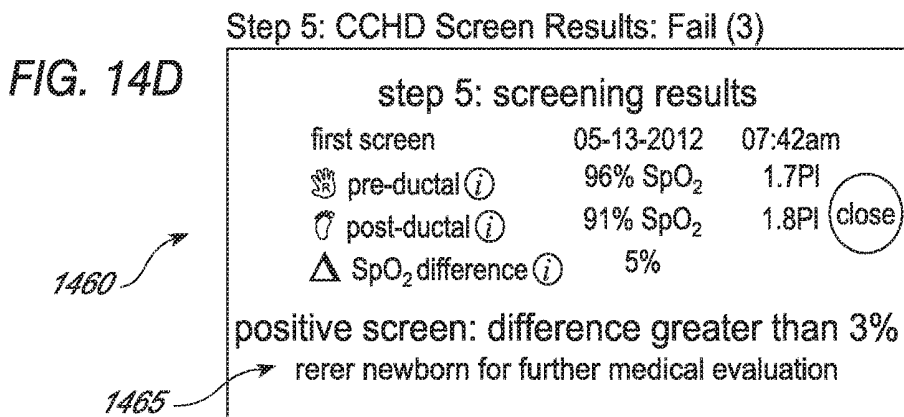 Step 5: CCHD Screen Results: Fail (3)
FIG. 14D
step 5: screening results
first screen 05-13-2012 07:42am
R pre-ductal i 96% SpO₂ 1.7PI
post-ductal i 91% SpO₂ 1.8PI close
SpO₂ difference i 5%
1460
positive screen: difference greater than 3%
rerer newborn for further medical evaluation
1465